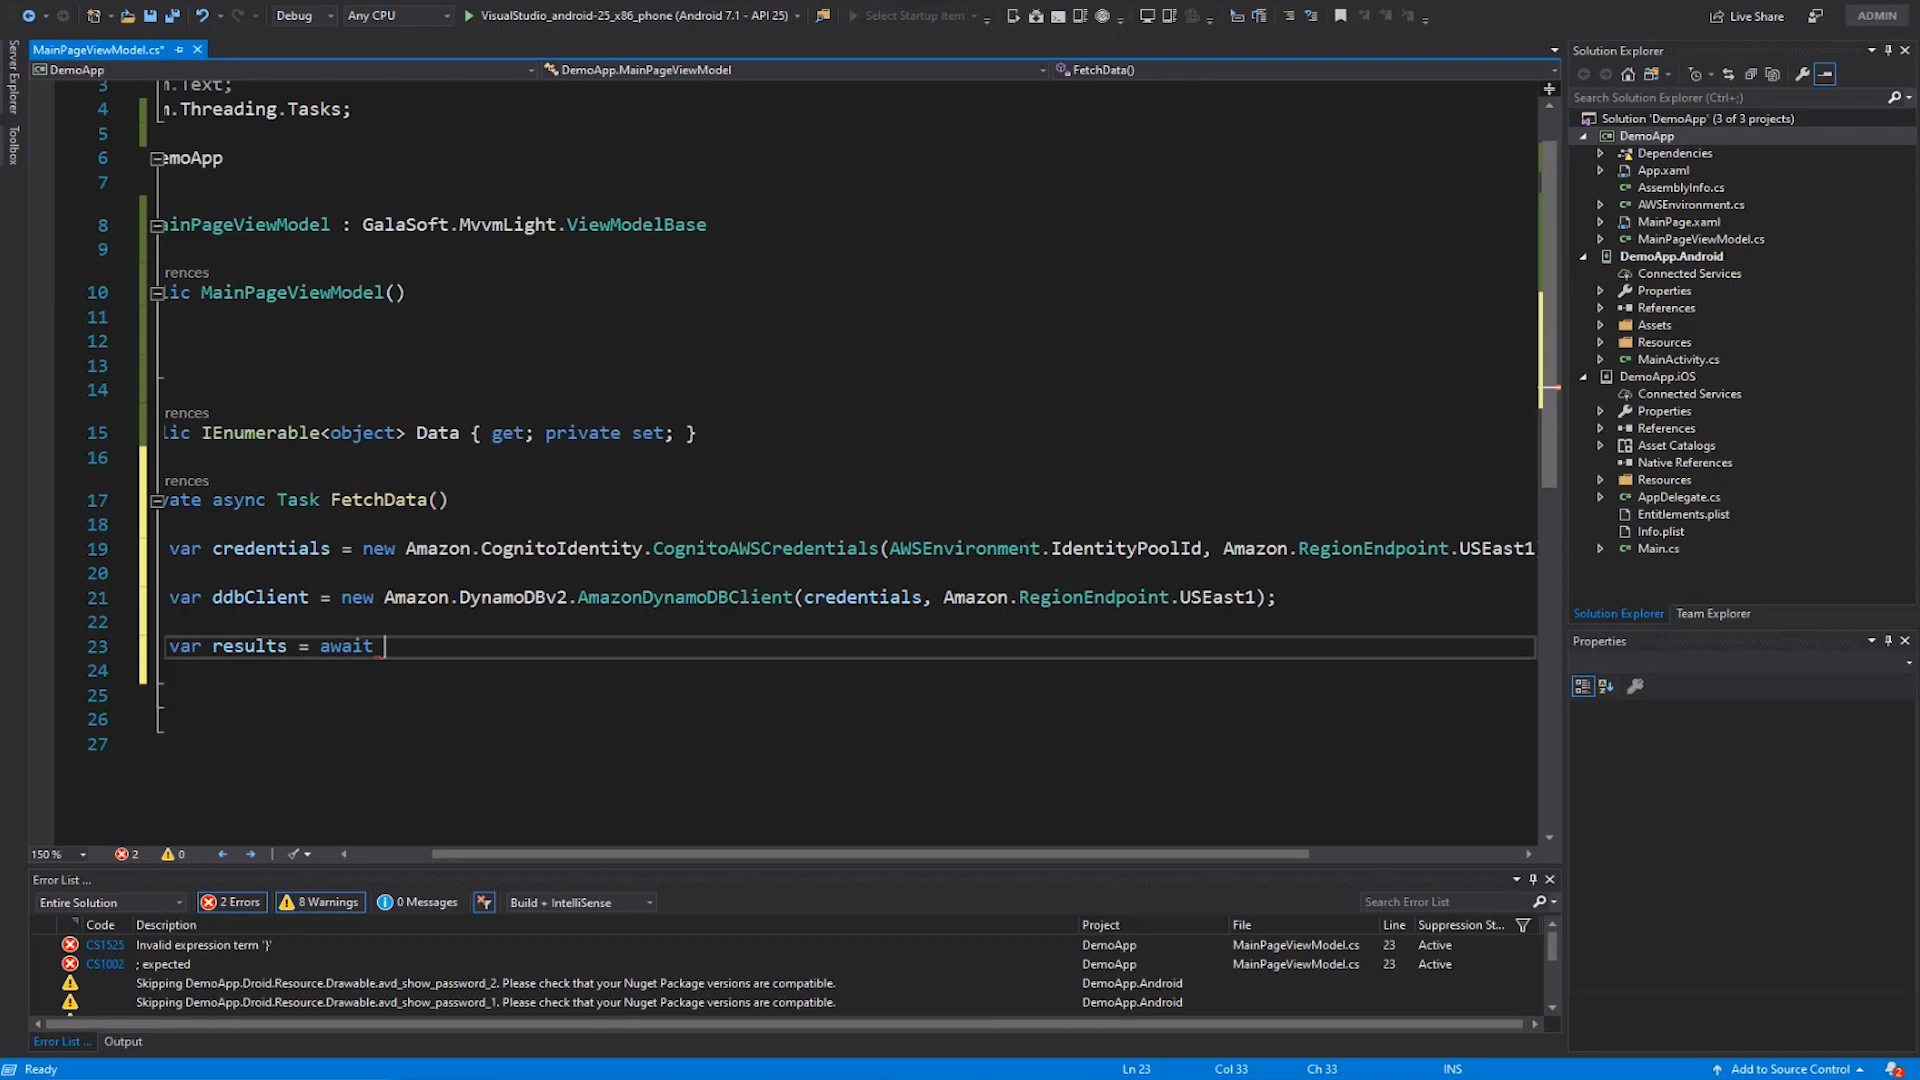 Debug
Any CPU
VisualStudio_android-25_x86_phone (Android 7.1 - API 25)
Select Startup Item
Live Share
ADMIN
Server Explorer
Toolbox
MainPageViewModel.cs*
DemoApp
DemoApp.MainPageViewModel
FetchData()
3 n.Text;
4 n.Threading.Tasks;
5
6 emoApp
7
8 ainPageViewModel : GalaSoft.MvvmLight.ViewModelBase
9
rences
10 lic MainPageViewModel()
11
12
13
14
rences
15 lic IEnumerable<object> Data { get; private set; }
16
rences
17 vate async Task FetchData()
18
19 var credentials = new Amazon.CognitoIdentity.CognitoAWSCredentials(AWSEnvironment.IdentityPoolId, Amazon.RegionEndpoint.USEast1
20
21 var ddbClient = new Amazon.DynamoDBv2.AmazonDynamoDBClient(credentials, Amazon.RegionEndpoint.USEast1);
22
23 var results = await
24
25
26
27
150 %
2
0
Solution Explorer
Search Solution Explorer (Ctrl+;)
Solution 'DemoApp' (3 of 3 projects)
DemoApp
Dependencies
App.xaml
AssemblyInfo.cs
AWSEnvironment.cs
MainPage.xaml
MainPageViewModel.cs
DemoApp.Android
Connected Services
Properties
References
Assets
Resources
MainActivity.cs
DemoApp.iOS
Connected Services
Properties
References
Asset Catalogs
Native References
Resources
AppDelegate.cs
Entitlements.plist
Info.plist
Main.cs
Solution Explorer
Team Explorer
Properties
Error List ...
Entire Solution
2 Errors
8 Warnings
0 Messages
Build + IntelliSense
Search Error List
Code Description Project File Line Suppression St...
CS1525 Invalid expression term '}' DemoApp MainPageViewModel.cs 23 Active
CS1002 ; expected DemoApp MainPageViewModel.cs 23 Active
Skipping DemoApp.Droid.Resource.Drawable.avd_show_password_2. Please check that your Nuget Package versions are compatible. DemoApp.Android
Skipping DemoApp.Droid.Resource.Drawable.avd_show_password_1. Please check that your Nuget Package versions are compatible. DemoApp.Android
Error List ...
Output
Ready
Ln 23
Col 33
Ch 33
INS
Add to Source Control
2